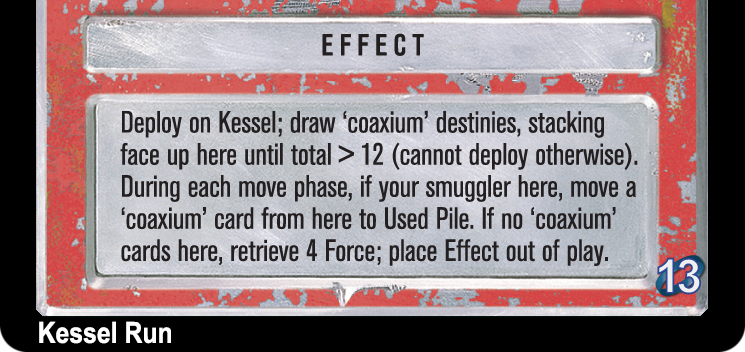 EFFECT
Deploy on Kessel; draw ‘coaxium’ destinies, stacking
face up here until total > 12 (cannot deploy otherwise).
During each move phase, if your smuggler here, move a
‘coaxium’ card from here to Used Pile. If no ‘coaxium’
cards here, retrieve 4 Force; place Effect out of play.
13
Kessel Run